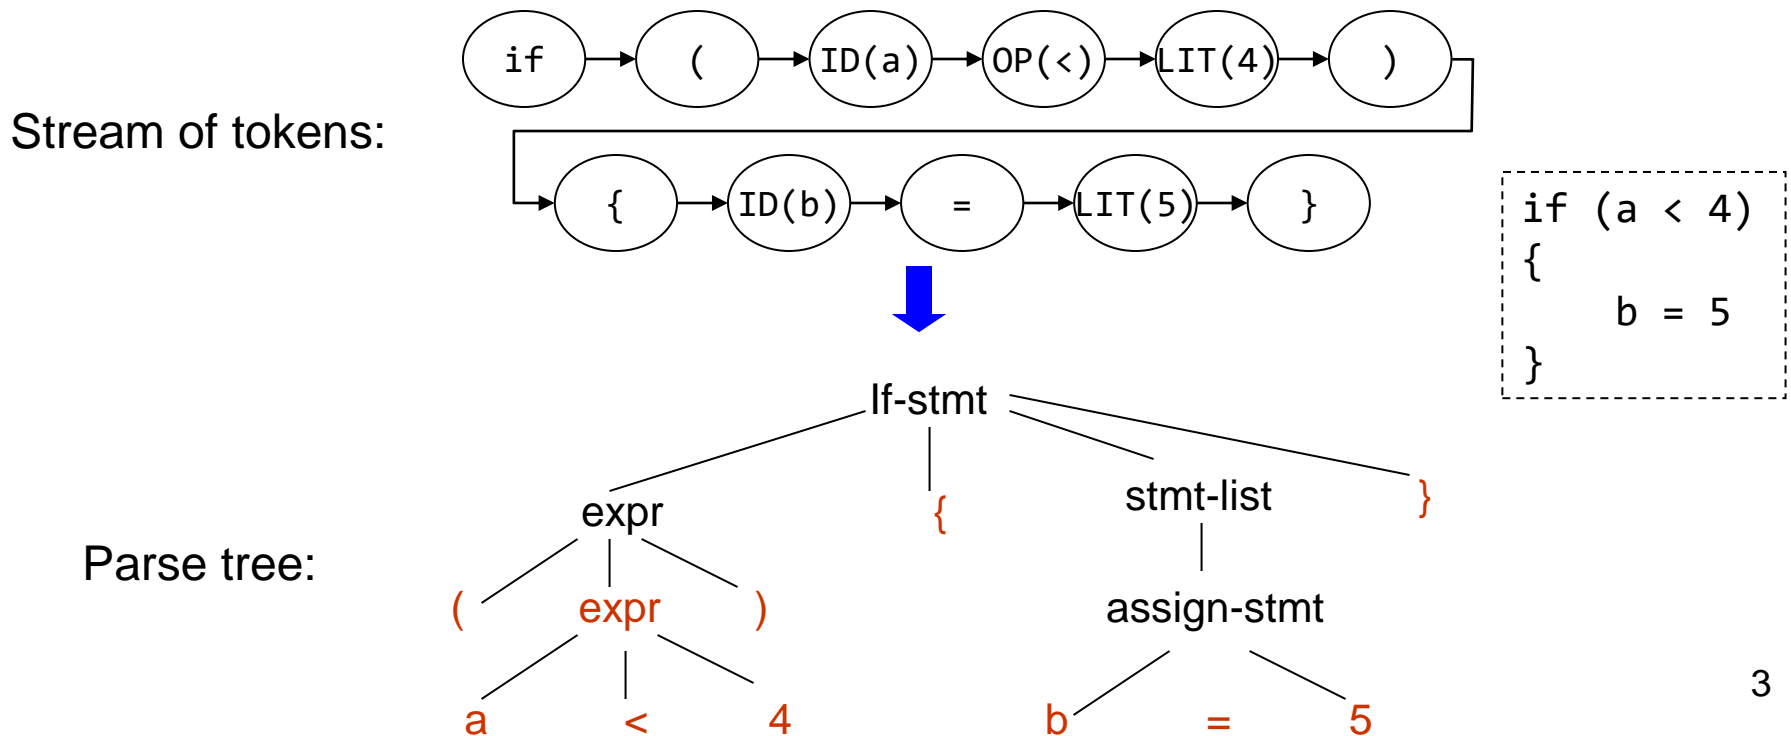 if ( ID(a) OP(<) LIT(4) )
Stream of tokens:
{ ID(b) = LIT(5) }
if (a < 4)
{
b = 5
}
If-stmt
expr { stmt-list }
Parse tree:
( expr ) assign-stmt
a < 4 b = 5
3